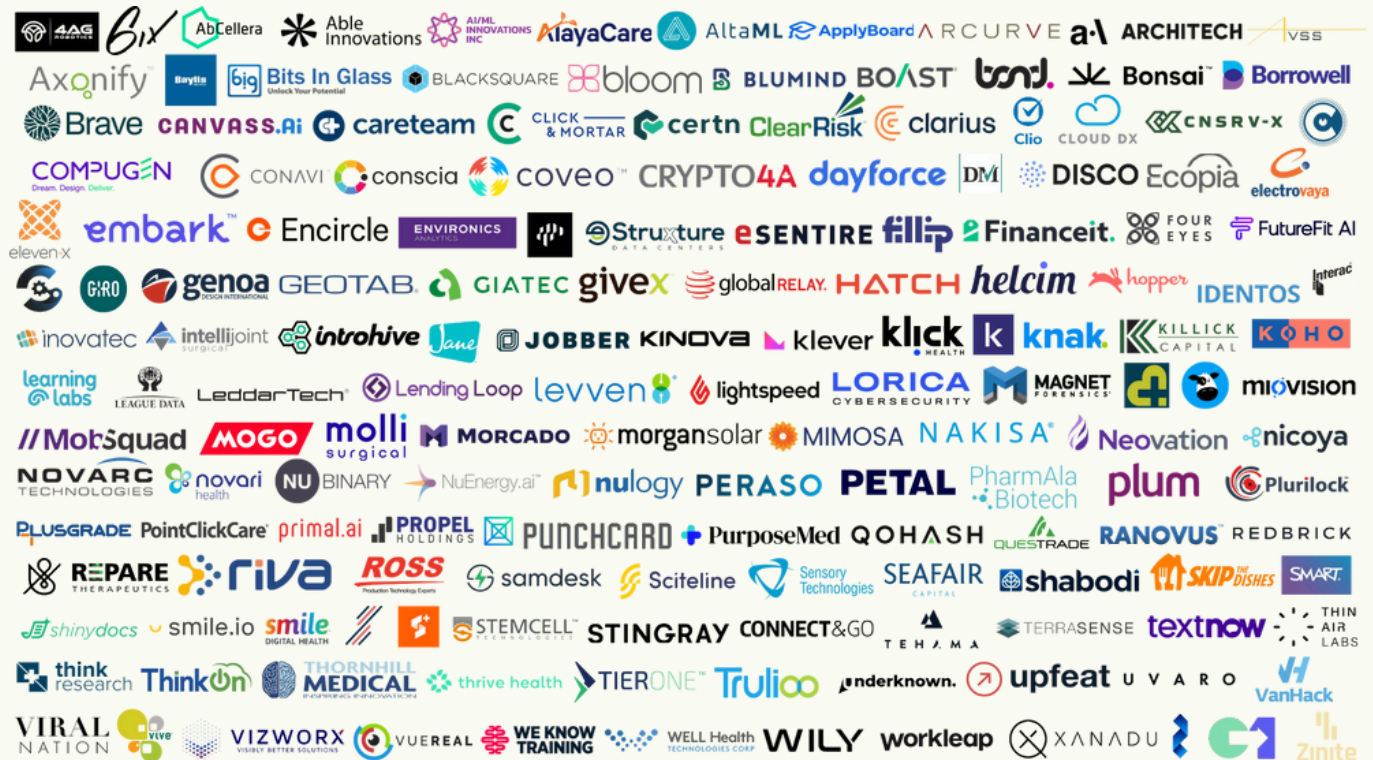 4AG ROBOTICS 6ix AbCellera Able Innovations AI/ML INNOVATIONS INC AlayaCare AltaML ApplyBoard ARCURVE a\ ARCHITECH AVSS
Axonify™ Baylis big Bits In Glass Unlock Your Potential BLACKSQUARE bloom BLUMIND BOAST bond. Bonsai™ Borrowell
Brave CANVASS.Ai careteam C CLICK & MORTAR certn ClearRisk clarius Clio CLOUD DX CNSRV-X
COMPUGEN Dream. Design. Deliver. CONAVI conscia coveo™ CRYPTO4A dayforce DM DISCO Ecopia electrovaya
eleven-x embark™ Encircle ENVIRONICS ANALYTICS eStruxture DATA CENTERS eSENTIRE fillip Financeit. FOUR EYES FutureFit AI
GIRO genoa DESIGN INTERNATIONAL GEOTAB. GIATEC givex globalRELAY. HATCH helcim hopper IDENTOS Interac
inovatec intellijoint surgical introhive Jane JOBBER KINOVA klever klick HEALTH k knak. KILLICK CAPITAL KOHO
learning labs LEAGUE DATA LeddarTech® Lending Loop levven lightspeed LORICA CYBERSECURITY MAGNET FORENSICS® miovision
//MobSquad MOGO molli surgical MORCADO morgansolar MIMOSA NAKISA® Neovation nicoya
NOVARC TECHNOLOGIES novari health NU BINARY NuEnergy.ai™ nulogy PERASO PETAL PharmAla Biotech plum Plurilock
PLUSGRADE PointClickCare® primal.ai PROPEL HOLDINGS PUNCHCARD PurposeMed QOHASH QUESTRADE RANOVUS™ REDBRICK
REPARE THERAPEUTICS riva ROSS Production Technology Experts samdesk Sciteline Sensory Technologies SEAFAIR CAPITAL shabodi SKIP THE DISHES SMART
shinydocs smile.io smile DIGITAL HEALTH STEMCELL™ TECHNOLOGIES STINGRAY CONNECT&GO TEHAMA TERRASENSE textnow THIN AIR LABS
think research ThinkOn THORNHILL MEDICAL INSPIRING INNOVATION thrive health TIERONE™ Trulioo underknown. upfeat UVARO VanHack
VIRAL NATION vive VIZWORX VISIBLY BETTER SOLUTIONS VUEREAL WE KNOW TRAINING WELL Health TECHNOLOGIES CORP WILY workleap XANADU Zinite